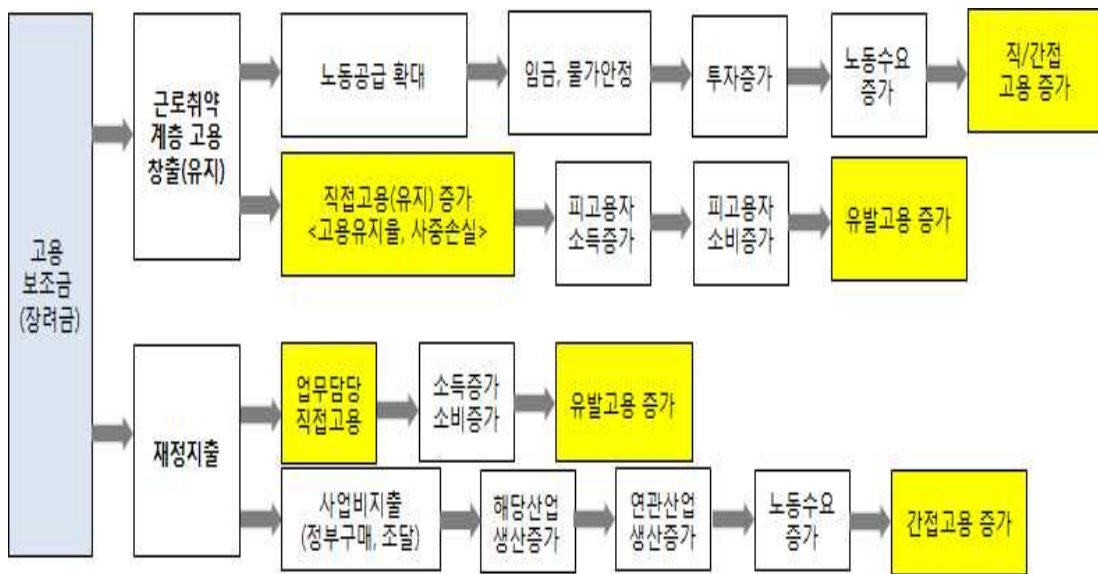 고용
보조금
(장려금)
근로취약
계층 고용
창출(유지)
노동공급 확대
임금, 물가안정
투자증가
노동수요
증가
직/간접
고용 증가
직접고용(유지) 증가
<고용유지율, 사중손실>
피고용자
소득증가
피고용자
소비증가
유발고용 증가
재정지출
업무담당
직접고용
소득증가
소비증가
유발고용 증가
사업비지출
(정부구매, 조달)
해당산업
생산증가
연관산업
생산증가
노동수요
증가
간접고용 증가